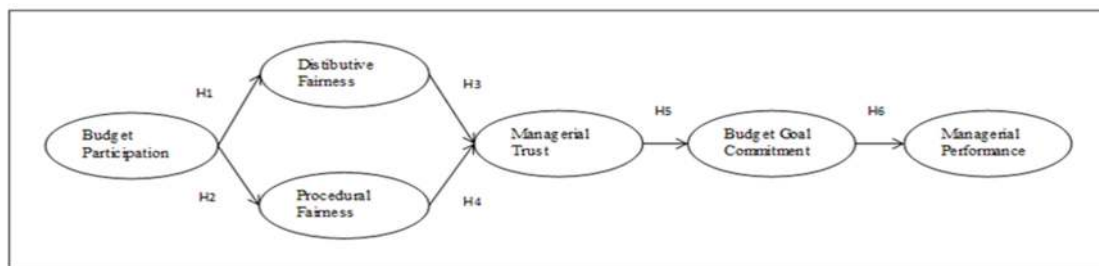 Distibutive
Fairness
H1
H3
Budget
Participation
Managerial
Trust
H5
Budget Goal
Commitment
H6
Managerial
Performance
H2
H4
Procedural
Fairness